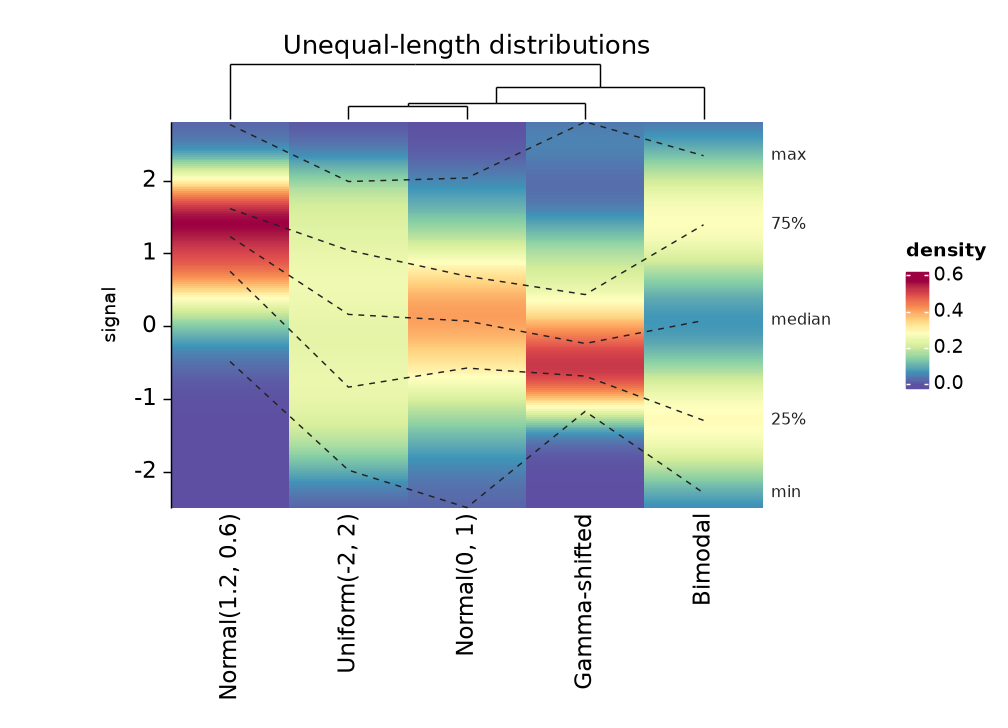 Unequal-length distributions
signal
2
1
0
-1
-2
max
75%
median
25%
min
density
0.6
0.4
0.2
0.0
Normal(1.2, 0.6)
Uniform(-2, 2)
Normal(0, 1)
Gamma-shifted
Bimodal